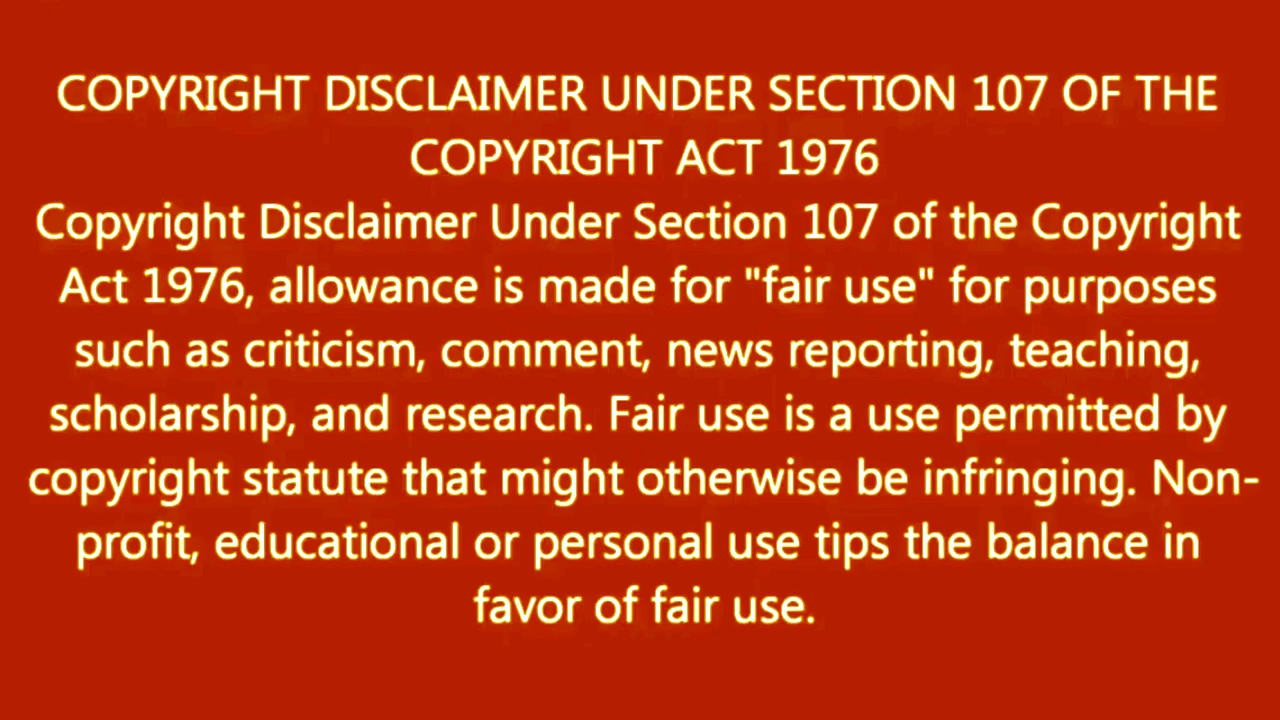 COPYRIGHT DISCLAIMER UNDER SECTION 107 OF THE
COPYRIGHT ACT 1976
Copyright Disclaimer Under Section 107 of the Copyright
Act 1976, allowance is made for "fair use" for purposes
such as criticism, comment, news reporting, teaching,
scholarship, and research. Fair use is a use permitted by
copyright statute that might otherwise be infringing. Non-
profit, educational or personal use tips the balance in
favor of fair use.